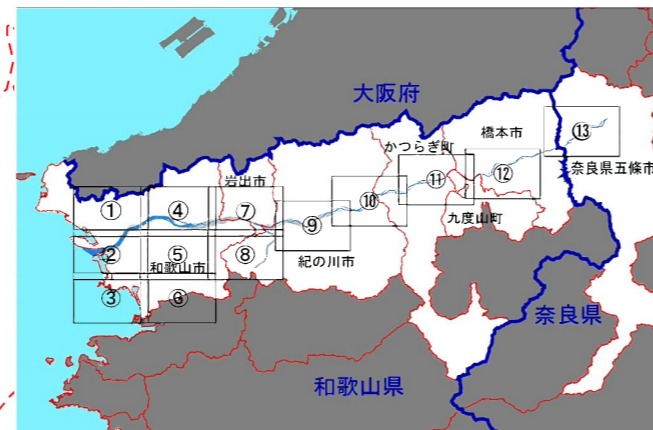 大阪府
橋本市
⑬
かつらぎ町
奈良県五條市
岩出市
⑪
⑫
⑩
①
④
⑦
⑨
九度山町
②
⑤
⑧
紀の川市
和歌山市
③
⑥
奈良県
和歌山県